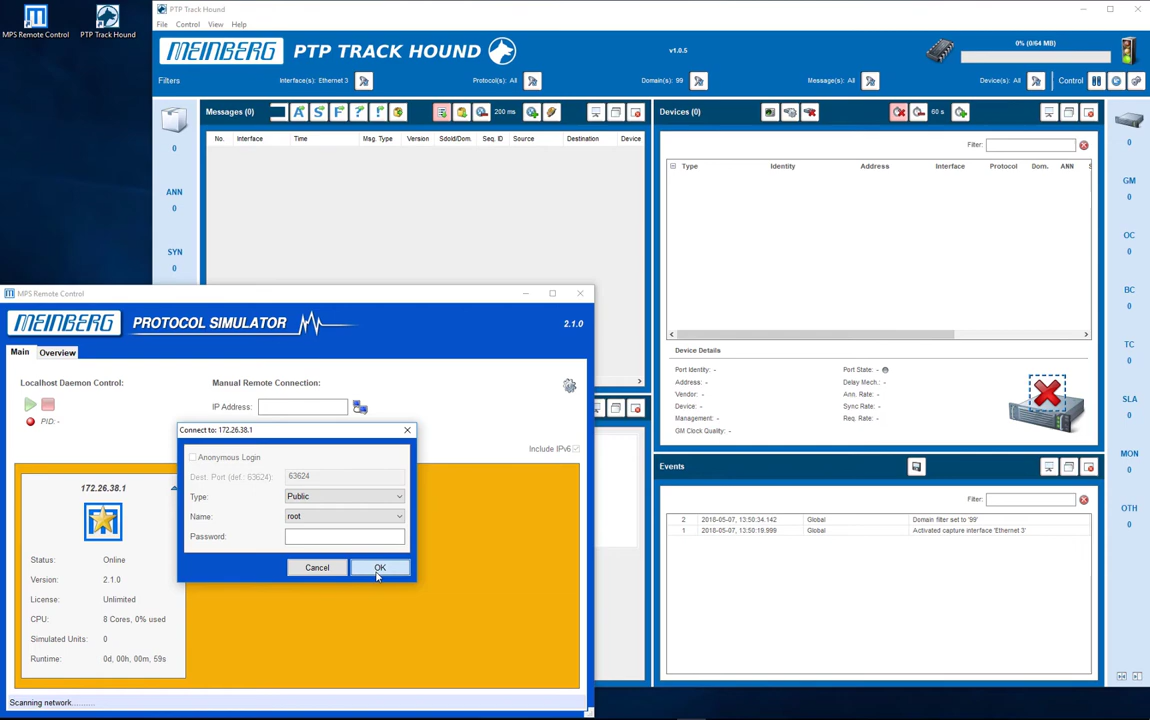 MPS Remote Control
PTP Track Hound
PTP Track Hound
File Control View Help
MEINBERG PTP TRACK HOUND
v1.0.5
0% (0/64 MB)
Filters
Interface(s): Ethernet 3
Protocol(s): All
Domain(s): 99
Message(s): All
Device(s): All
Control
0
ANN
0
SYN
0
Messages (0)
A S F ? !
200 ms
No. Interface Time Msg. Type Version SdoId/Dom. Seq. ID Source Destination Device
Devices (0)
60 s
Filter:
Type Identity Address Interface Protocol Dom. ANN S
Device Details
Port Identity: -
Address: -
Vendor: -
Device: -
Management: -
GM Clock Quality: -
Port State: -
Delay Mech.: -
Ann. Rate: -
Sync Rate: -
Req. Rate: -
Events
Filter:
2 2018-05-07, 13:50:34.142 Global Domain filter set to '99'
1 2018-05-07, 13:50:19.999 Global Activated capture interface 'Ethernet 3'
0
GM
0
OC
0
BC
0
TC
0
SLA
0
MON
0
OTH
0
MPS Remote Control
MEINBERG PROTOCOL SIMULATOR
2.1.0
Main Overview
Localhost Daemon Control:
PID: -
Manual Remote Connection:
IP Address:
Include IPv6
172.26.38.1
Status: Online
Version: 2.1.0
License: Unlimited
CPU: 8 Cores, 0% used
Simulated Units: 0
Runtime: 0d, 00h, 00m, 59s
Scanning network..........
Connect to: 172.26.38.1
Anonymous Login
Dest. Port (def.: 63624): 63624
Type: Public
Name: root
Password:
Cancel OK